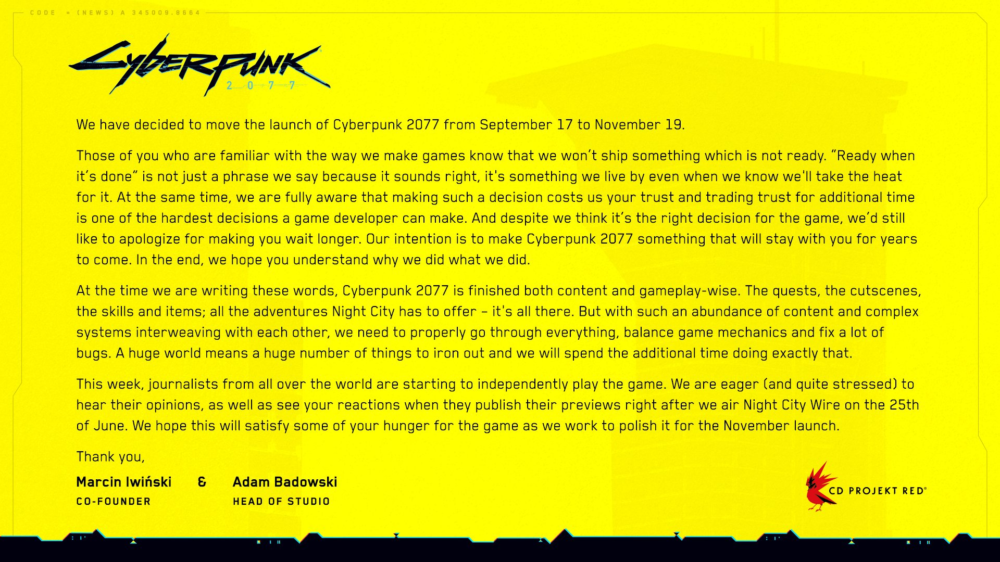 CODE = (NEWS) A 345009.8664
Cyberpunk
2077
We have decided to move the launch of Cyberpunk 2077 from September 17 to November 19.
Those of you who are familiar with the way we make games know that we won’t ship something which is not ready. “Ready when
it’s done” is not just a phrase we say because it sounds right, it's something we live by even when we know we'll take the heat
for it. At the same time, we are fully aware that making such a decision costs us your trust and trading trust for additional time
is one of the hardest decisions a game developer can make. And despite we think it’s the right decision for the game, we’d still
like to apologize for making you wait longer. Our intention is to make Cyberpunk 2077 something that will stay with you for years
to come. In the end, we hope you understand why we did what we did.
At the time we are writing these words, Cyberpunk 2077 is finished both content and gameplay-wise. The quests, the cutscenes,
the skills and items; all the adventures Night City has to offer – it's all there. But with such an abundance of content and complex
systems interweaving with each other, we need to properly go through everything, balance game mechanics and fix a lot of
bugs. A huge world means a huge number of things to iron out and we will spend the additional time doing exactly that.
This week, journalists from all over the world are starting to independently play the game. We are eager (and quite stressed) to
hear their opinions, as well as see your reactions when they publish their previews right after we air Night City Wire on the 25th
of June. We hope this will satisfy some of your hunger for the game as we work to polish it for the November launch.
Thank you,
Marcin Iwiński & Adam Badowski
CO-FOUNDER HEAD OF STUDIO
CD PROJEKT RED®